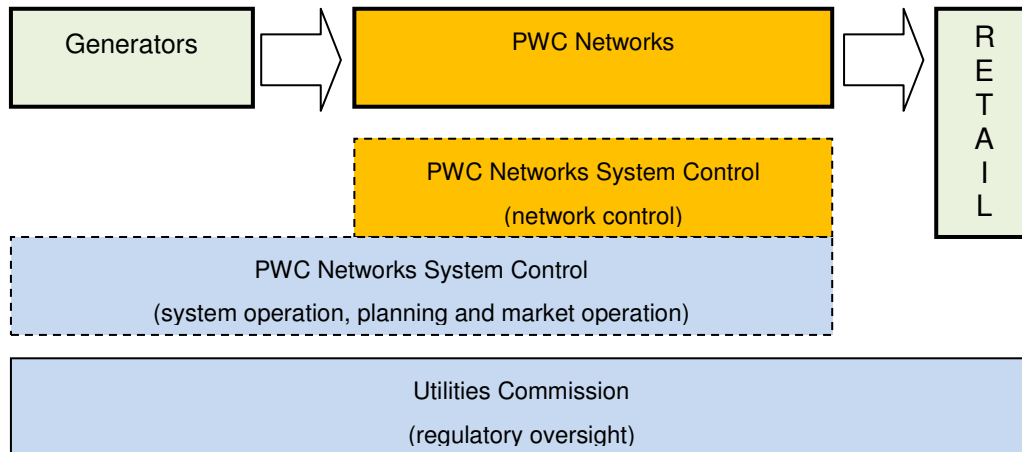 Generators
PWC Networks
R
E
T
A
I
L
PWC Networks System Control
(network control)
PWC Networks System Control
(system operation, planning and market operation)
Utilities Commission
(regulatory oversight)